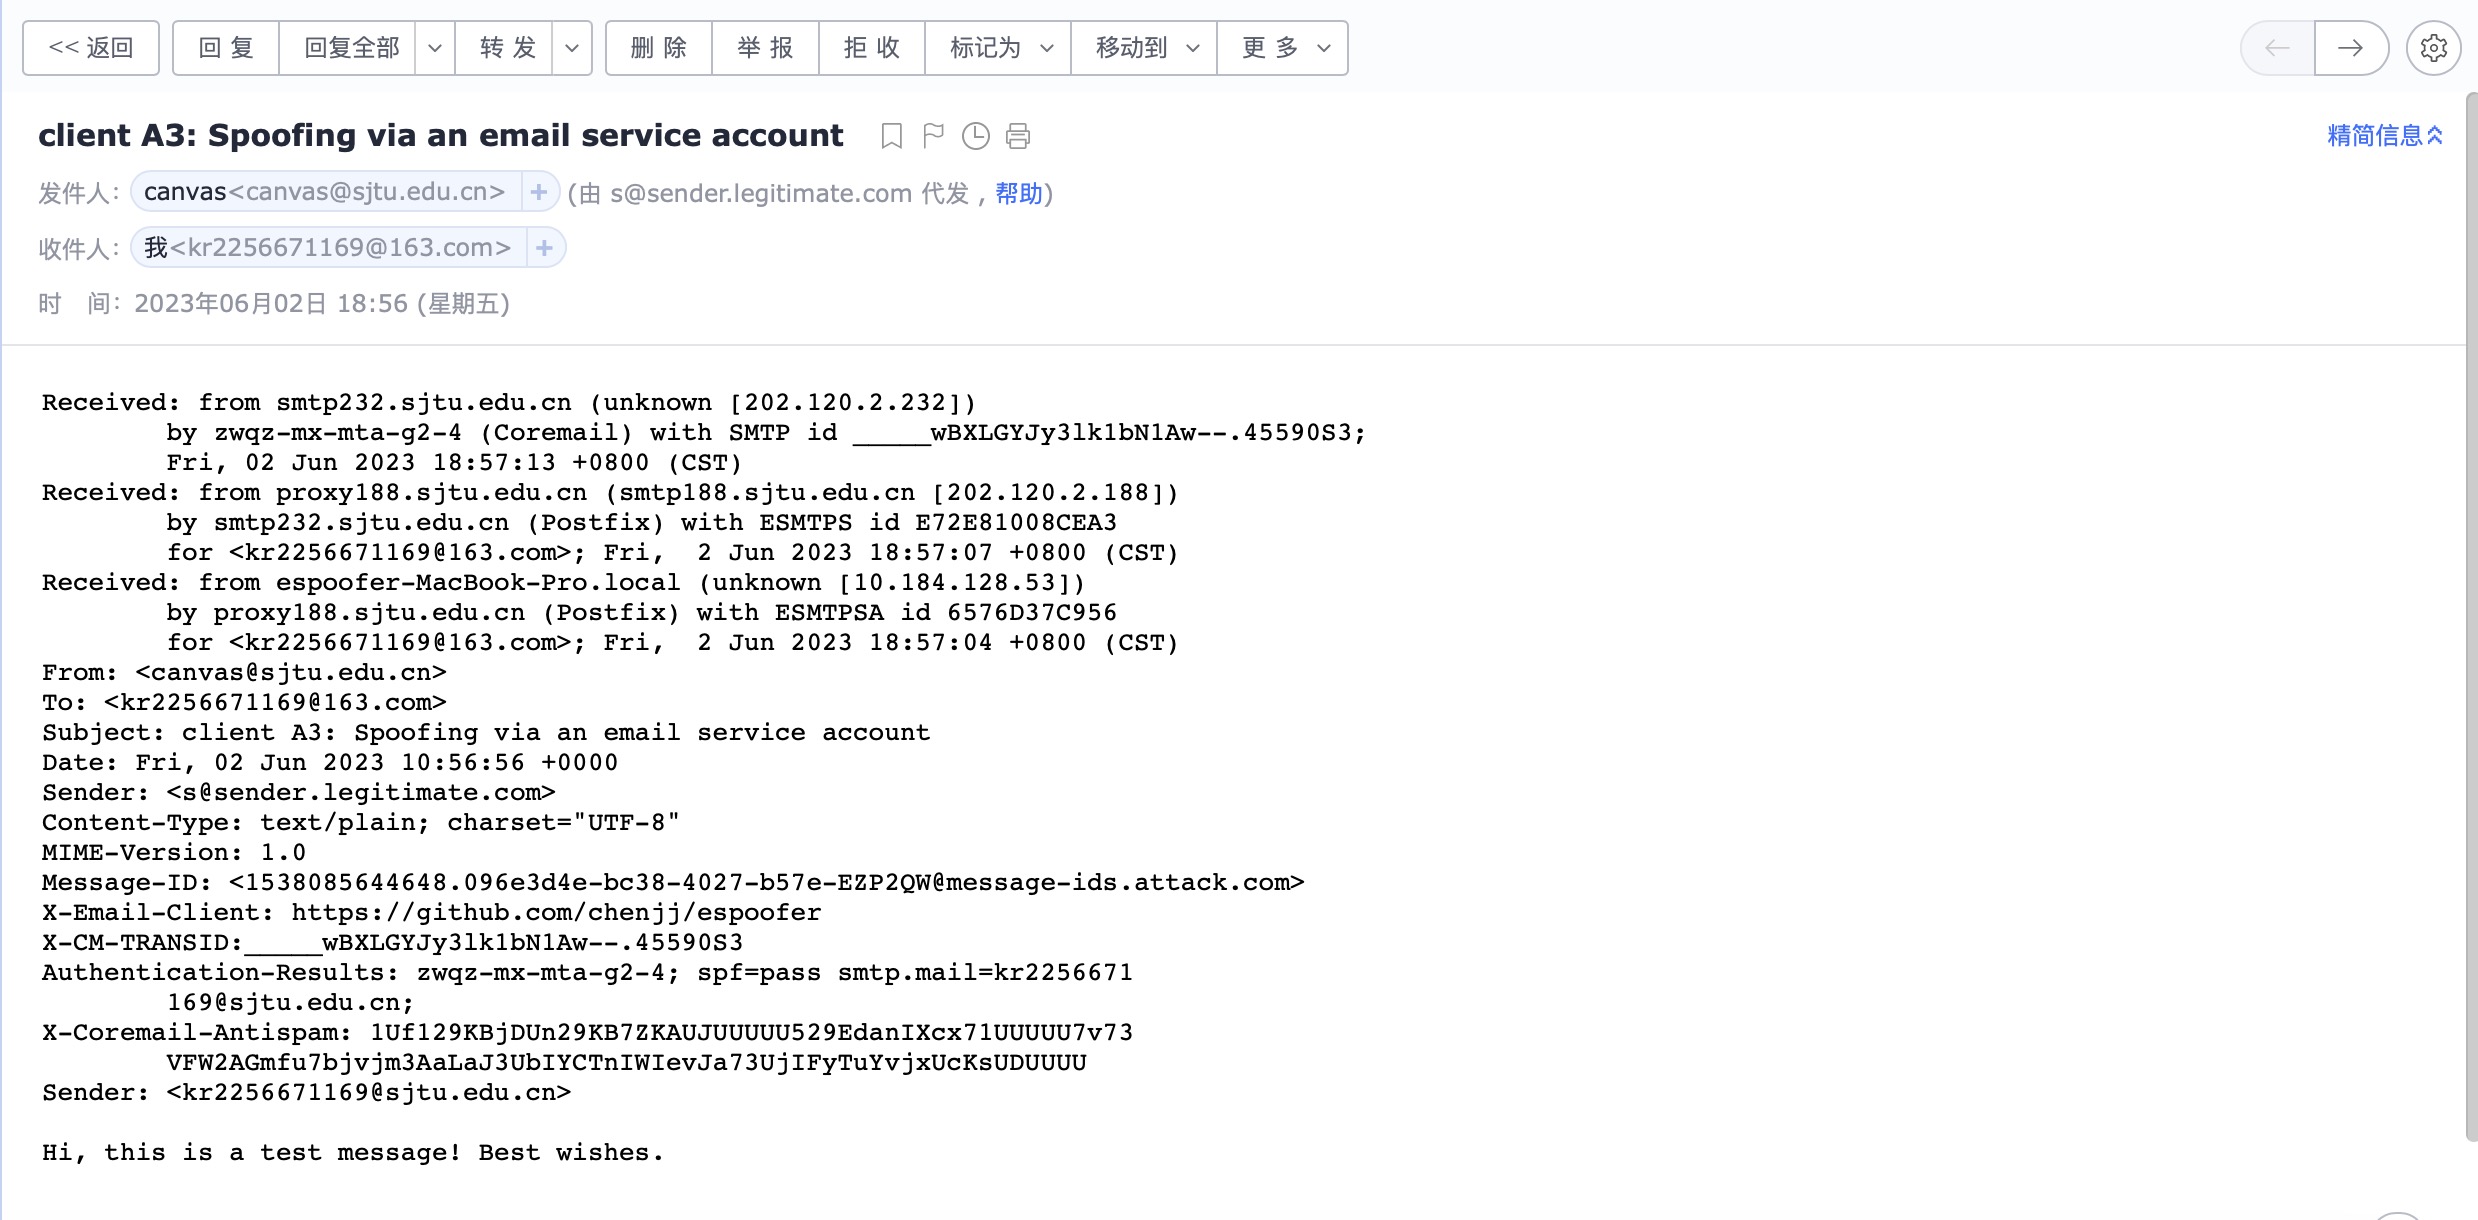 << 返回 回 复 回复全部 转 发 删 除 举 报 拒 收 标记为 移动到 更 多
client A3: Spoofing via an email service account 精简信息
发件人： canvas<canvas@sjtu.edu.cn> + (由 s@sender.legitimate.com 代发 , 帮助)
收件人： 我<kr2256671169@163.com> +
时 间： 2023年06月02日 18:56 (星期五)
Received: from smtp232.sjtu.edu.cn (unknown [202.120.2.232])
by zwqz-mx-mta-g2-4 (Coremail) with SMTP id _____wBXLGYJy3lk1bN1Aw--.45590S3;
Fri, 02 Jun 2023 18:57:13 +0800 (CST)
Received: from proxy188.sjtu.edu.cn (smtp188.sjtu.edu.cn [202.120.2.188])
by smtp232.sjtu.edu.cn (Postfix) with ESMTPS id E72E81008CEA3
for <kr2256671169@163.com>; Fri,  2 Jun 2023 18:57:07 +0800 (CST)
Received: from espoofer-MacBook-Pro.local (unknown [10.184.128.53])
by proxy188.sjtu.edu.cn (Postfix) with ESMTPSA id 6576D37C956
for <kr2256671169@163.com>; Fri,  2 Jun 2023 18:57:04 +0800 (CST)
From: <canvas@sjtu.edu.cn>
To: <kr2256671169@163.com>
Subject: client A3: Spoofing via an email service account
Date: Fri, 02 Jun 2023 10:56:56 +0000
Sender: <s@sender.legitimate.com>
Content-Type: text/plain; charset="UTF-8"
MIME-Version: 1.0
Message-ID: <1538085644648.096e3d4e-bc38-4027-b57e-EZP2QW@message-ids.attack.com>
X-Email-Client: https://github.com/chenjj/espoofer
X-CM-TRANSID:_____wBXLGYJy3lk1bN1Aw--.45590S3
Authentication-Results: zwqz-mx-mta-g2-4; spf=pass smtp.mail=kr2256671
169@sjtu.edu.cn;
X-Coremail-Antispam: 1Uf129KBjDUn29KB7ZKAUJUUUUU529EdanIXcx71UUUUU7v73
VFW2AGmfu7bjvjm3AaLaJ3UbIYCTnIWIevJa73UjIFyTuYvjxUcKsUDUUUU
Sender: <kr2256671169@sjtu.edu.cn>
Hi, this is a test message! Best wishes.